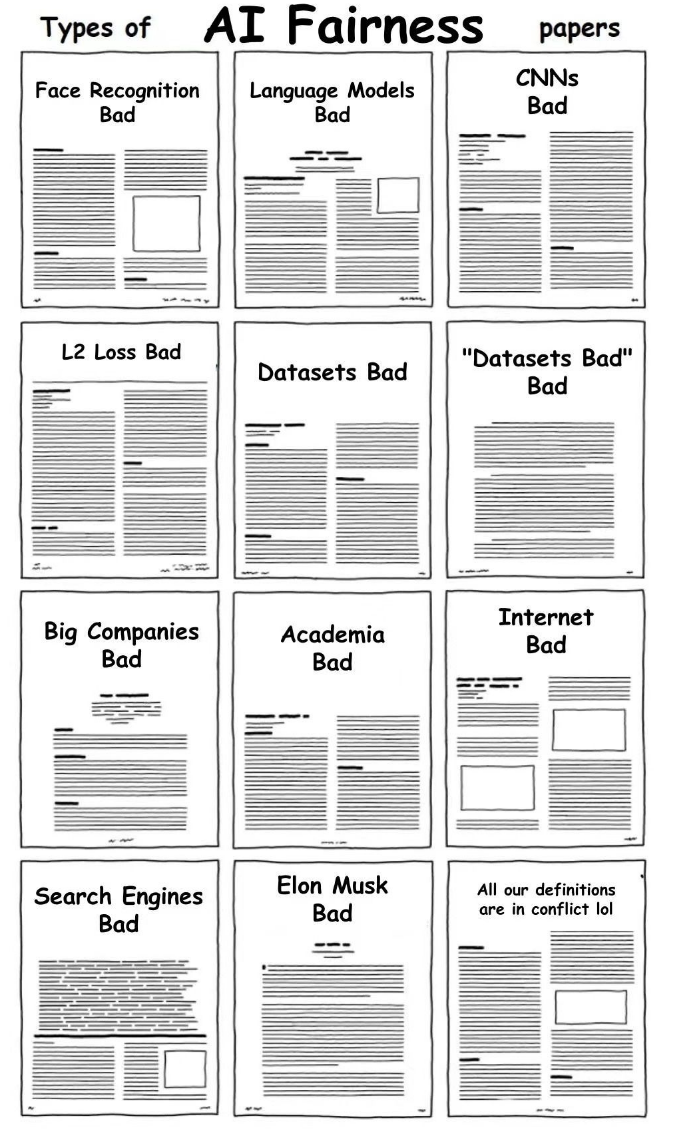 Types of AI Fairness papers
Face Recognition
Bad
Language Models
Bad
CNNs
Bad
L2 Loss Bad
Datasets Bad
"Datasets Bad"
Bad
Big Companies
Bad
Academia
Bad
Internet
Bad
Search Engines
Bad
Elon Musk
Bad
All our definitions
are in conflict lol